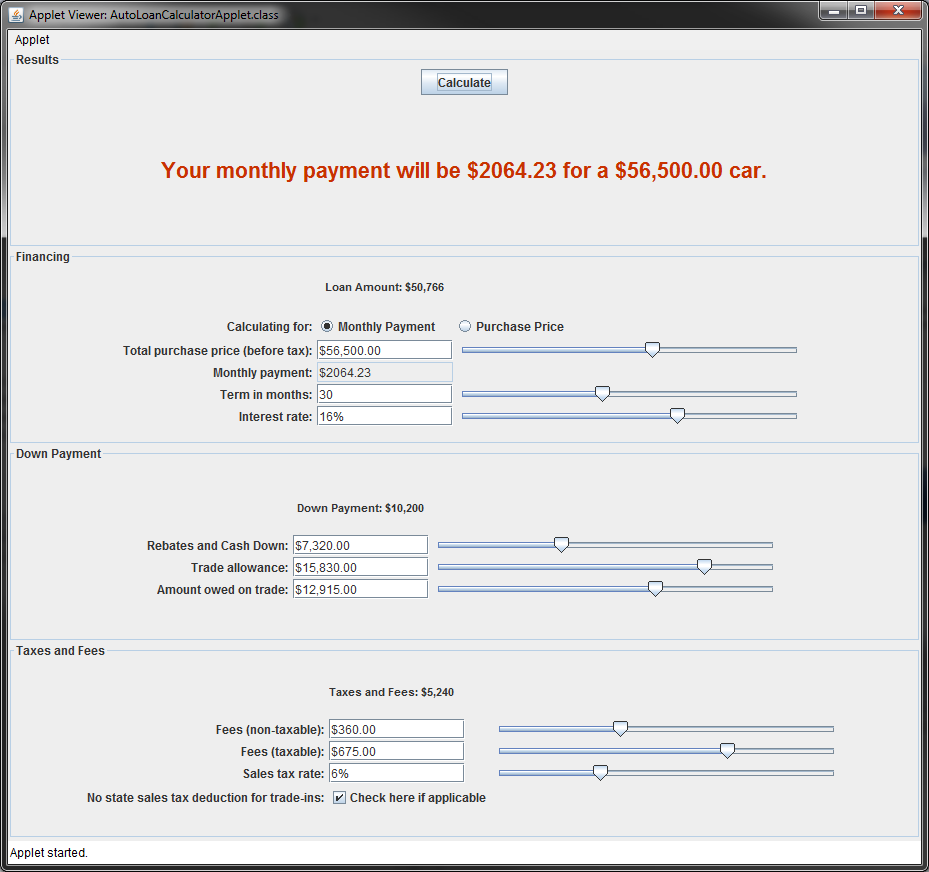 Applet Viewer: AutoLoanCalculatorApplet.class
Applet
Results
Calculate
Your monthly payment will be $2064.23 for a $56,500.00 car.
Financing
Loan Amount: $50,766
Calculating for: Monthly Payment Purchase Price
Total purchase price (before tax): $56,500.00
Monthly payment: $2064.23
Term in months: 30
Interest rate: 16%
Down Payment
Down Payment: $10,200
Rebates and Cash Down: $7,320.00
Trade allowance: $15,830.00
Amount owed on trade: $12,915.00
Taxes and Fees
Taxes and Fees: $5,240
Fees (non-taxable): $360.00
Fees (taxable): $675.00
Sales tax rate: 6%
No state sales tax deduction for trade-ins: Check here if applicable
Applet started.